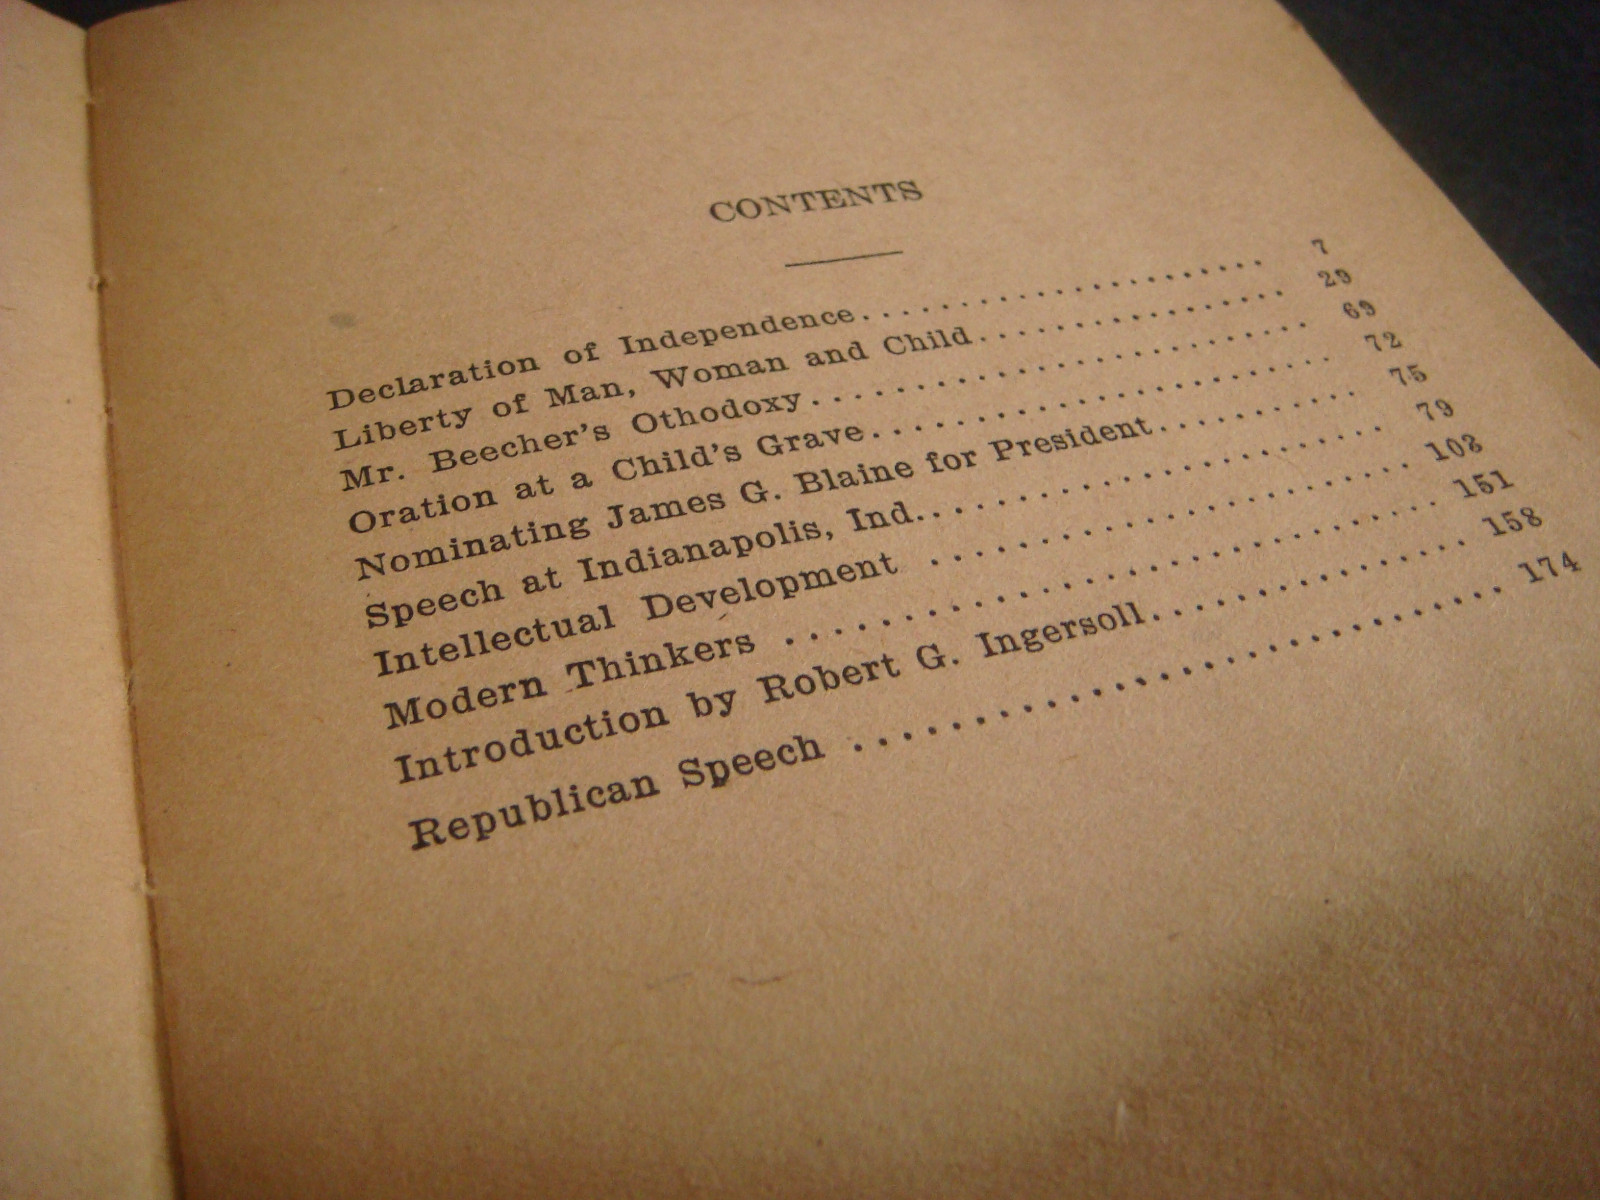 CONTENTS
Declaration of Independence...................... 7
Liberty of Man, Woman and Child................. 29
Mr. Beecher's Othodoxy.......................... 69
Oration at a Child's Grave...................... 72
Nominating James G. Blaine for President.......... 75
Speech at Indianapolis, Ind..................... 79
Intellectual Development ...................... 103
Modern Thinkers ........................... 151
Introduction by Robert G. Ingersoll............... 158
Republican Speech .......................... 174